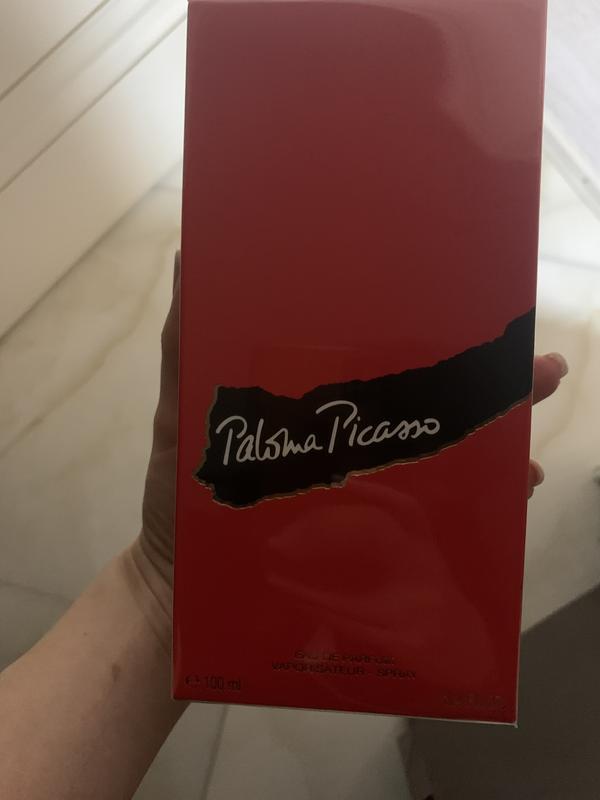 Paloma Picasso
EAU DE PARFUM
VAPORISATEUR - SPRAY
℮ 100 ml